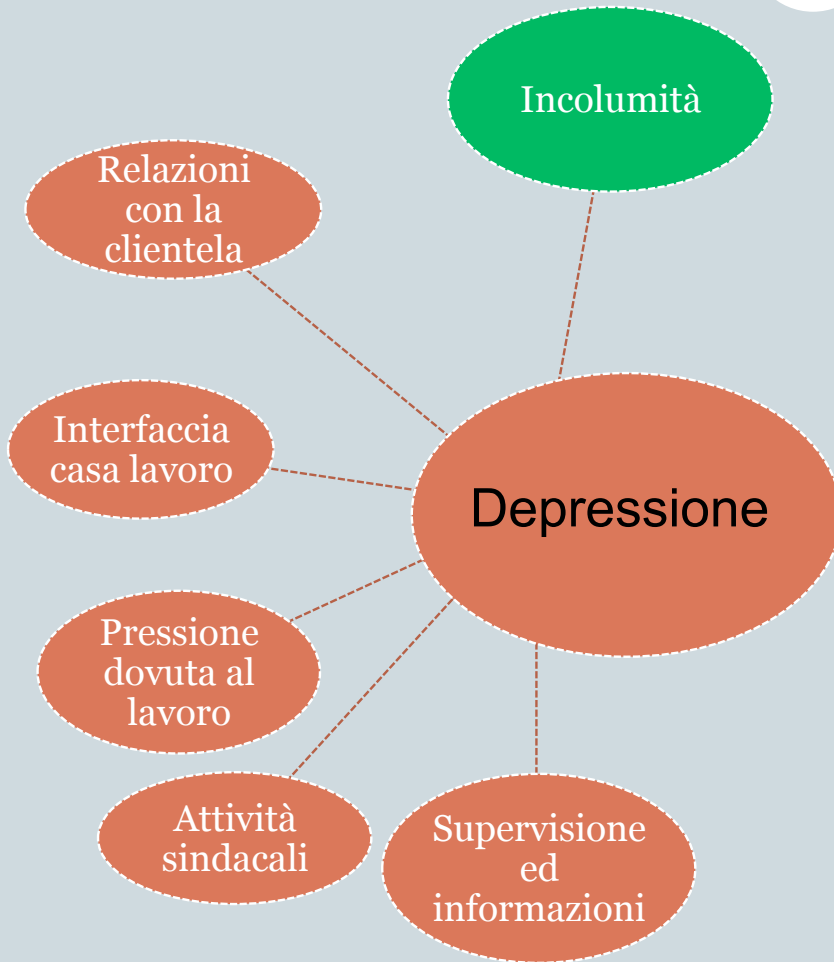 Incolumità
Relazioni
con la
clientela
Interfaccia
casa lavoro
Depressione
Pressione
dovuta al
lavoro
Attività
sindacali
Supervisione
ed
informazioni